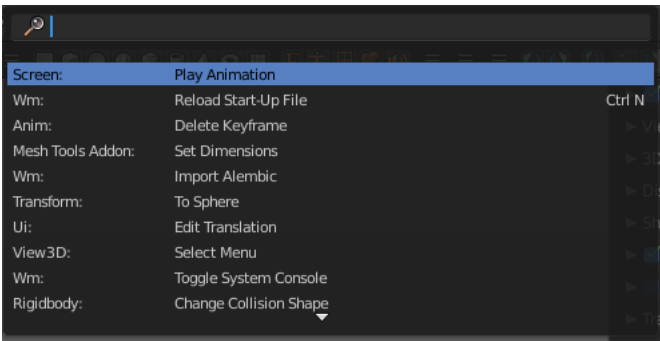 Screen: Play Animation
Wm: Reload Start-Up File Ctrl N
Anim: Delete Keyframe
Mesh Tools Addon: Set Dimensions
Wm: Import Alembic
Transform: To Sphere
Ui: Edit Translation
View3D: Select Menu
Wm: Toggle System Console
Rigidbody: Change Collision Shape